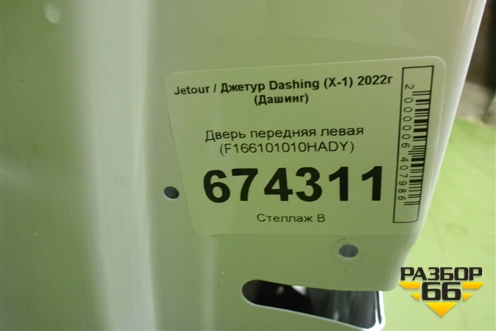 Jetour / Джетур Dashing (X-1) 2022г
(Дашинг)
Дверь передняя левая
(F166101010HADY)
674311
Стеллаж В
2000006407986
РАЗБОР
66